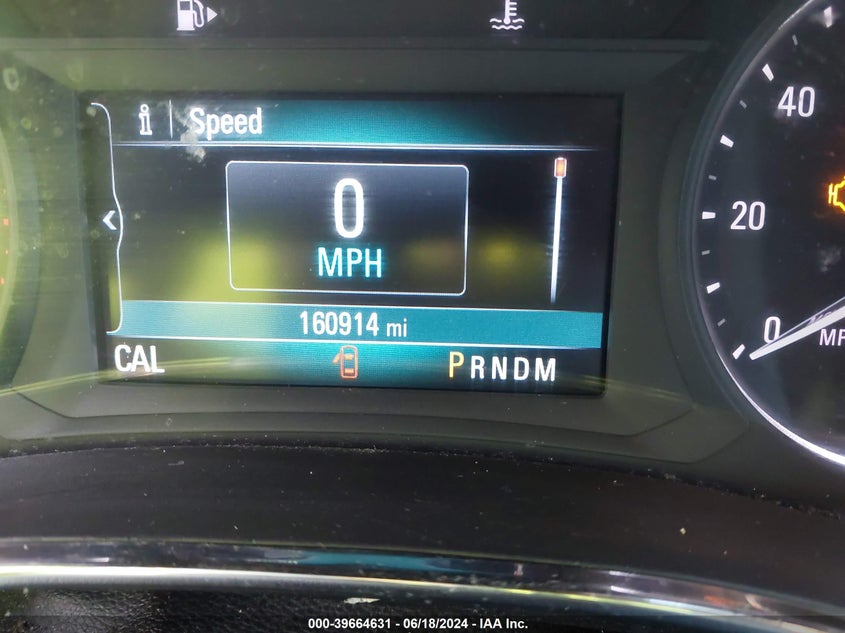 i Speed
40
0
MPH
20
160914 mi
0
CAL
PRNDM
000-39664631 - 06/18/2024 - IAA Inc.